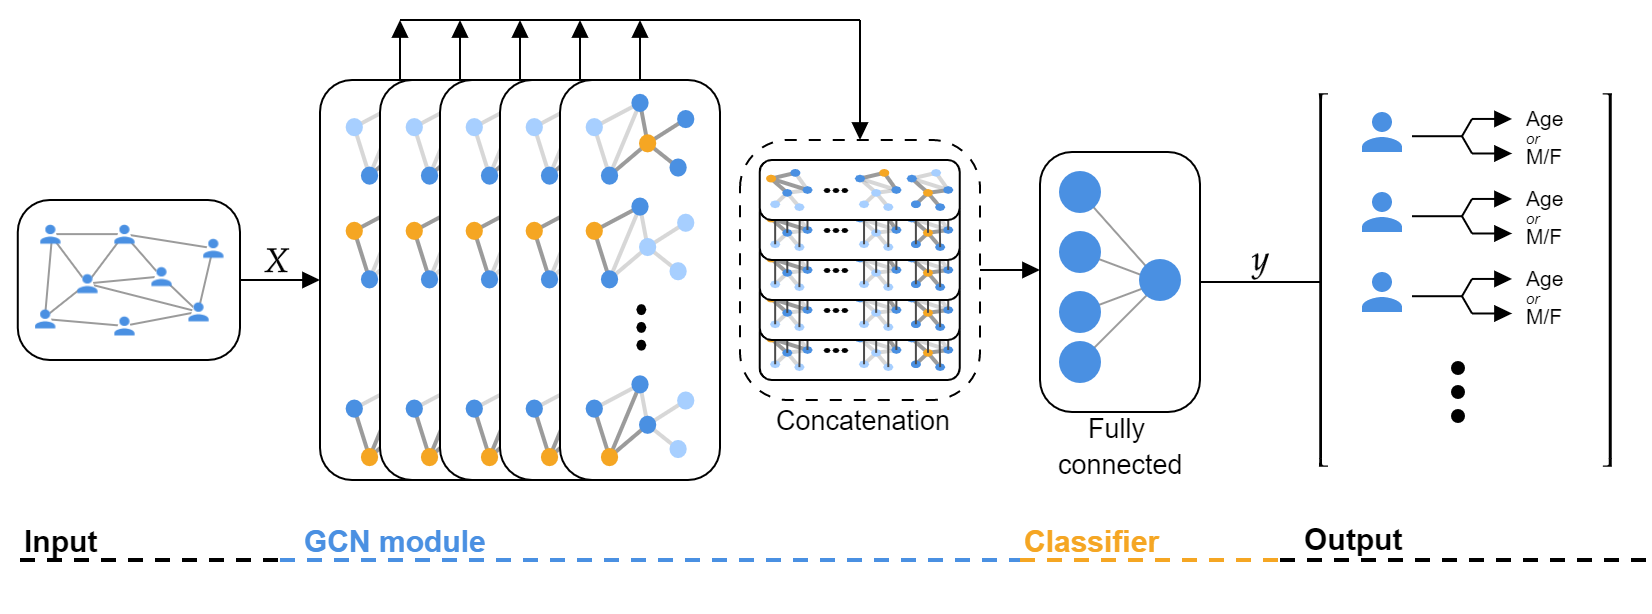 X
Concatenation
Fully
connected
y
Age
or
M/F
Age
or
M/F
Age
or
M/F
Input
GCN module
Classifier
Output